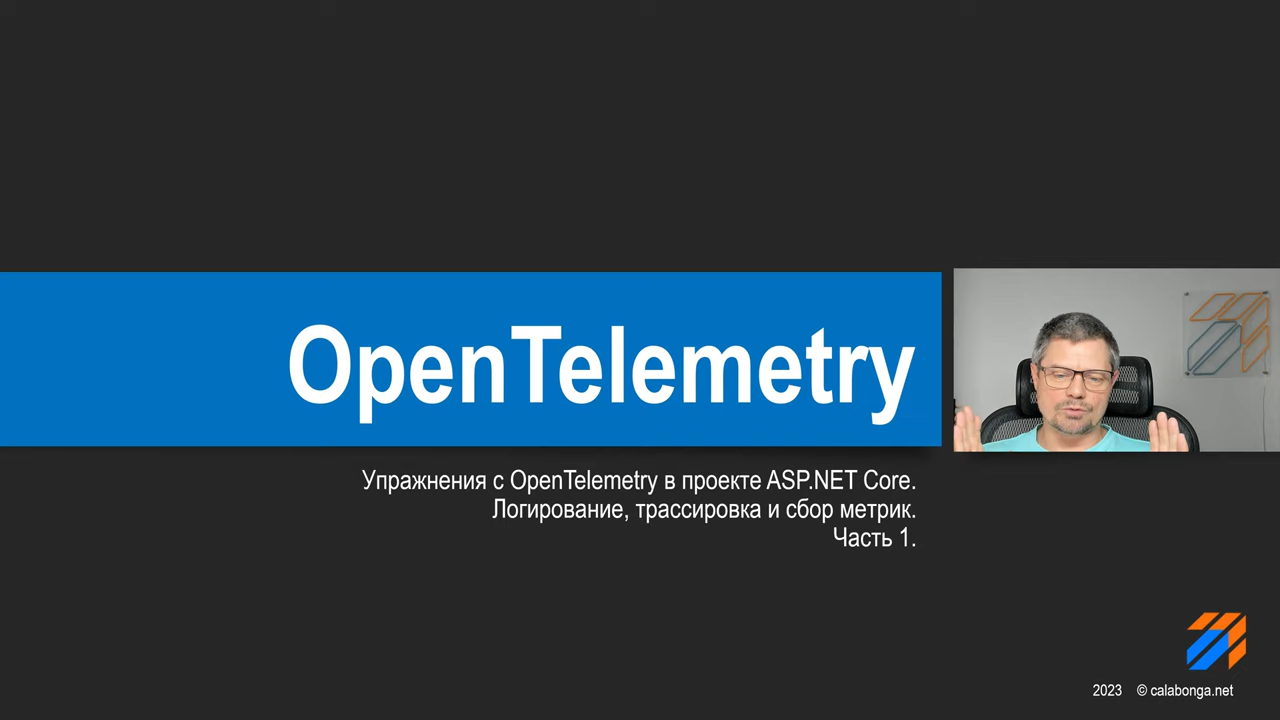 OpenTelemetry
Упражнения с OpenTelemetry в проекте ASP.NET Core.
Логирование, трассировка и сбор метрик.
Часть 1.
2023 © calabonga.net